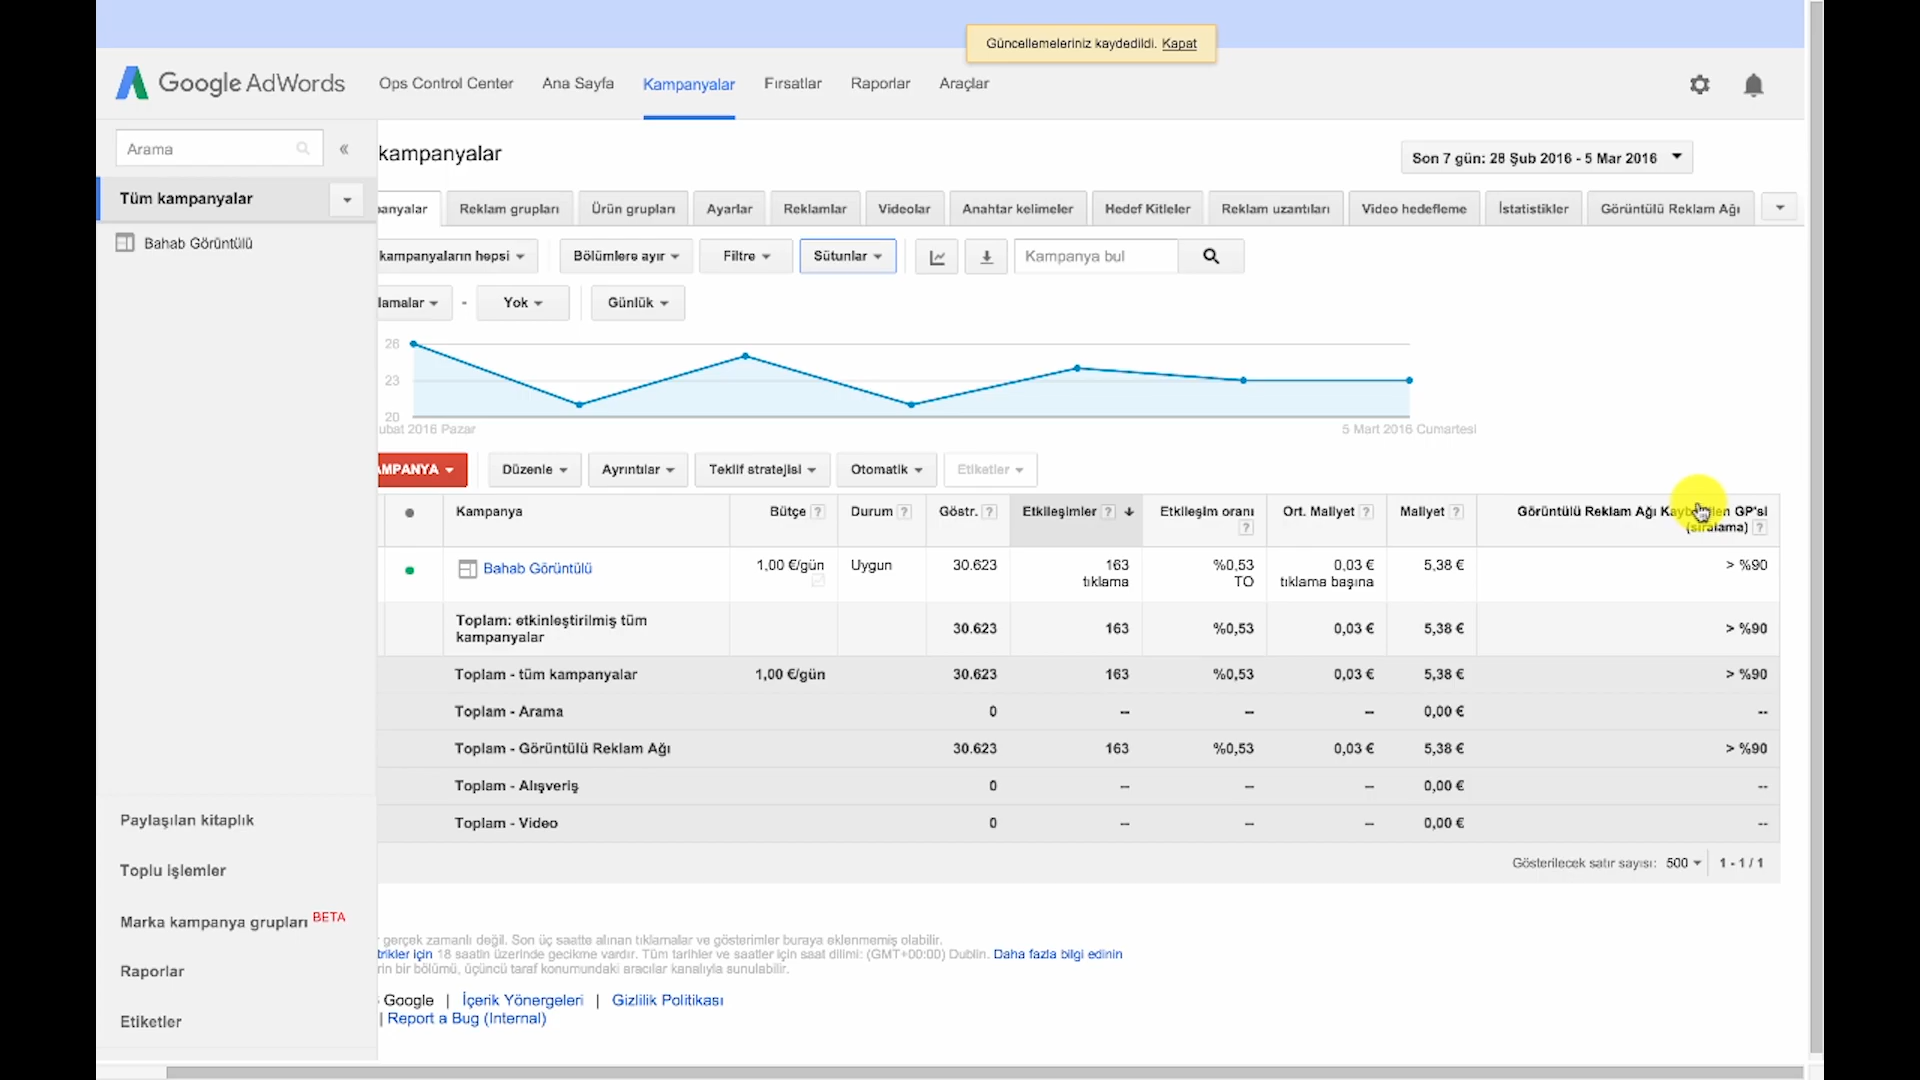 Güncellemeleriniz kaydedildi. Kapat
Google AdWords
Ops Control Center Ana Sayfa Kampanyalar Fırsatlar Raporlar Araçlar
Arama «
kampanyalar
Son 7 gün: 28 Şub 2016 - 5 Mar 2016
Tüm kampanyalar
Bahab Görüntülü
anyalar Reklam grupları Ürün grupları Ayarlar Reklamlar Videolar Anahtar kelimeler Hedef Kitleler Reklam uzantıları Video hedefleme İstatistikler Görüntülü Reklam Ağı
kampanyaların hepsi Bölümlere ayır Filtre Sütunlar Kampanya bul
lamalar - Yok Günlük
26
23
20
ubat 2016 Pazar 5 Mart 2016 Cumartesi
AMPANYA Düzenle Ayrıntılar Teklif stratejisi Otomatik Etiketler
Kampanya Bütçe ? Durum ? Göstr. ? Etkileşimler ? Etkileşim oranı ? Ort. Maliyet ? Maliyet ? Görüntülü Reklam Ağı GP'si
(sıralama) ?
Bahab Görüntülü 1,00 €/gün Uygun 30.623 163 %0,53 0,03 € 5,38 € > %90
tıklama TO tıklama başına
Toplam: etkinleştirilmiş tüm
kampanyalar 30.623 163 %0,53 0,03 € 5,38 € > %90
Toplam - tüm kampanyalar 1,00 €/gün 30.623 163 %0,53 0,03 € 5,38 € > %90
Toplam - Arama 0 -- -- -- 0,00 € --
Toplam - Görüntülü Reklam Ağı 30.623 163 %0,53 0,03 € 5,38 € > %90
Toplam - Alışveriş 0 -- -- -- 0,00 € --
Toplam - Video 0 -- -- -- 0,00 € --
Gösterilecek satır sayısı: 500 1 - 1 / 1
Paylaşılan kitaplık
Toplu işlemler
Marka kampanya grupları BETA
Raporlar
Etiketler
gerçek zamanlı değil. Son üç saatte alınan tıklamalar ve gösterimler buraya eklenmemiş olabilir.
trikler için 18 saatin üzerinde gecikme vardır. Tüm tarihler ve saatler için saat dilimi: (GMT+00:00) Dublin. Daha fazla bilgi edinin
rin bir bölümü, üçüncü taraf konumundaki aracılar kanalıyla sunulabilir.
Google | İçerik Yönergeleri | Gizlilik Politikası
| Report a Bug (Internal)